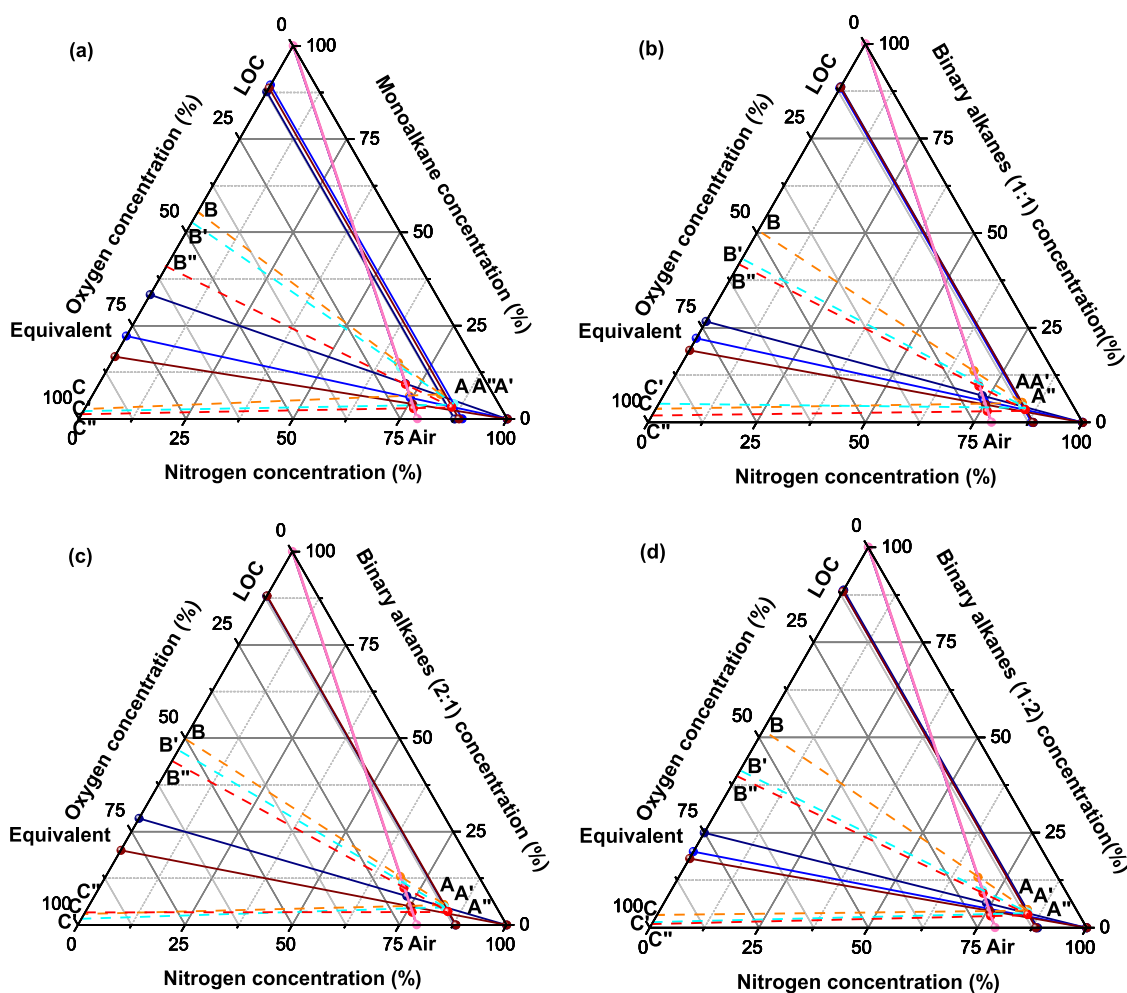 (a)
0
100
LOC
Oxygen concentration (%)
Monoalkane concentration (%)
25
75
50
B
B'
50
B"
75
25
Equivalent
A A" A'
100
C
C'
C"
0
0
25
50
75
Air
100
Nitrogen concentration (%)
(b)
0
100
LOC
Oxygen concentration (%)
Binary alkanes (1:1) concentration(%)
25
75
50
B
50
B'
B"
75
25
Equivalent
C'
A A'
A"
100
C
C"
0
0
25
50
75
Air
100
Nitrogen concentration (%)
(c)
0
100
LOC
Oxygen concentration (%)
Binary alkanes (2:1) concentration (%)
25
75
50
B
B'
50
B"
75
25
Equivalent
C"
A
A'
A"
100
C
0
0
25
50
75
Air
100
Nitrogen concentration (%)
(d)
0
100
LOC
Oxygen concentration (%)
Binary alkanes (1:2) concentration(%)
25
75
50
B
50
B'
B"
75
25
Equivalent
A
A'
A"
100
C
C"
0
0
25
50
75
Air
100
Nitrogen concentration (%)